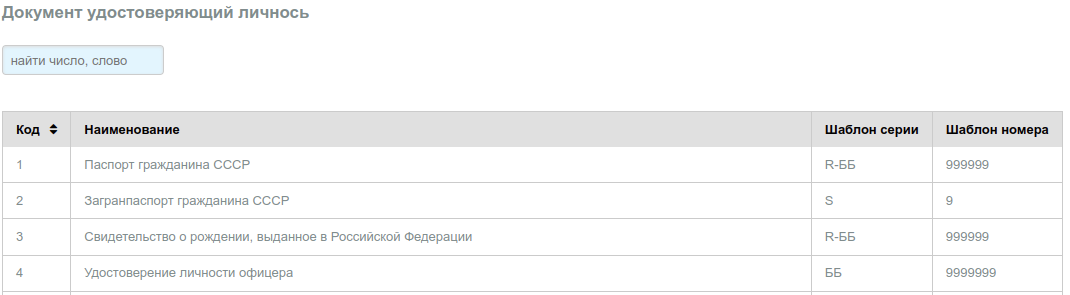 Документ удостоверяющий личнось
найти число, слово
Код Наименование Шаблон серии Шаблон номера
1 Паспорт гражданина СССР R-ББ 999999
2 Загранпаспорт гражданина СССР S 9
3 Свидетельство о рождении, выданное в Российской Федерации R-ББ 999999
4 Удостоверение личности офицера ББ 9999999